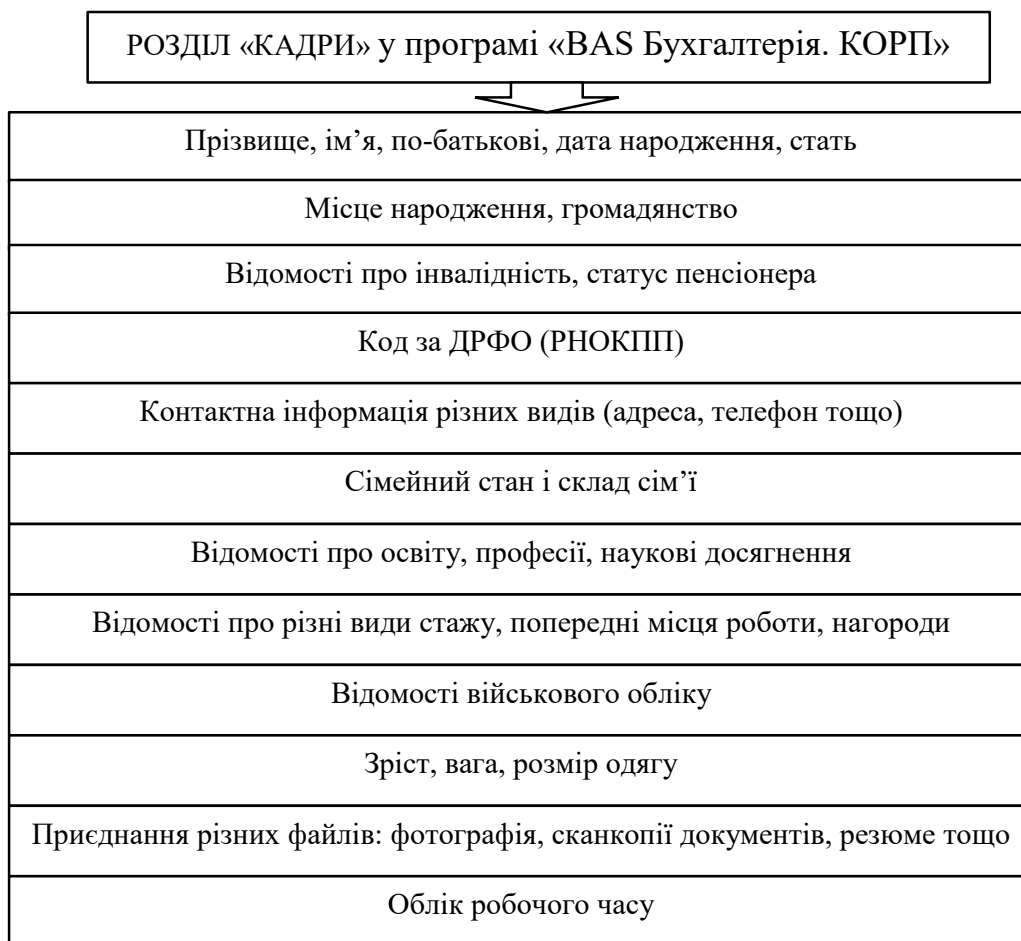 РОЗДІЛ «КАДРИ» у програмі «BAS Бухгалтерія. КОРП»
Прізвище, ім’я, по-батькові, дата народження, стать
Місце народження, громадянство
Відомості про інвалідність, статус пенсіонера
Код за ДРФО (РНОКПП)
Контактна інформація різних видів (адреса, телефон тощо)
Сімейний стан і склад сім’ї
Відомості про освіту, професії, наукові досягнення
Відомості про різні види стажу, попередні місця роботи, нагороди
Відомості військового обліку
Зріст, вага, розмір одягу
Приєднання різних файлів: фотографія, сканкопії документів, резюме тощо
Облік робочого часу